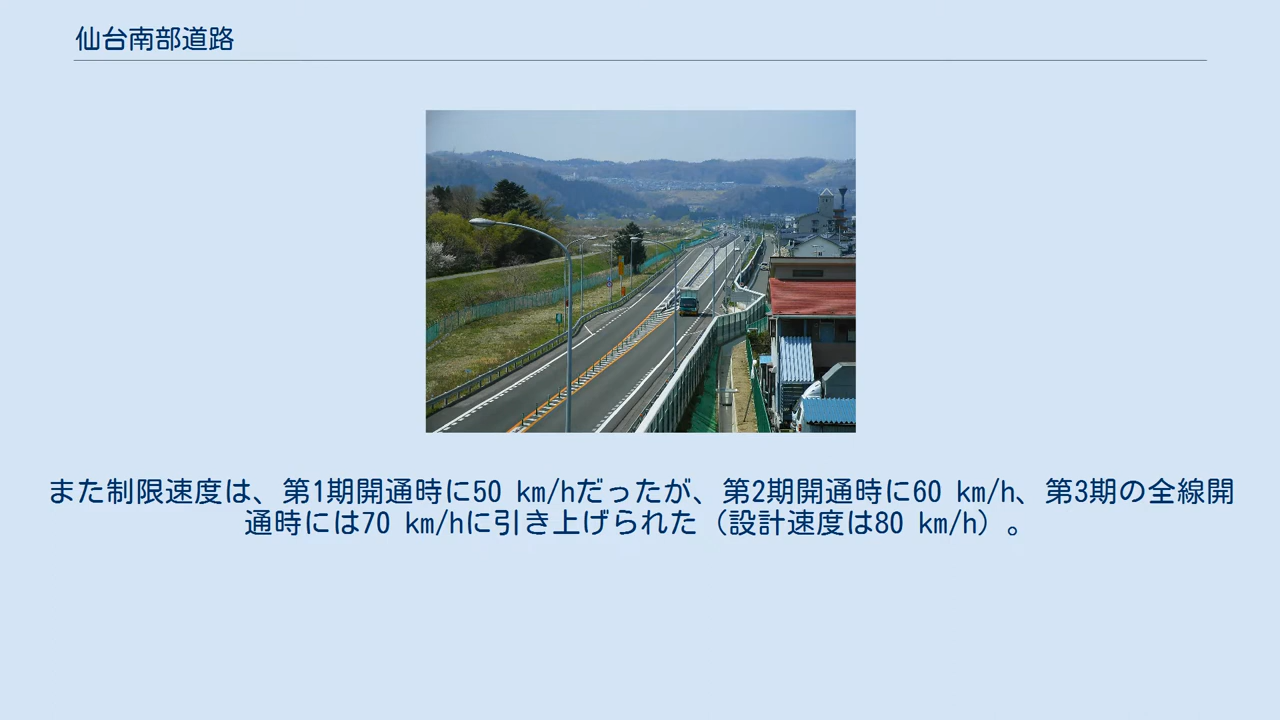 仙台南部道路
また制限速度は、第1期開通時に50 km/hだったが、第2期開通時に60 km/h、第3期の全線開
通時には70 km/hに引き上げられた（設計速度は80 km/h）。